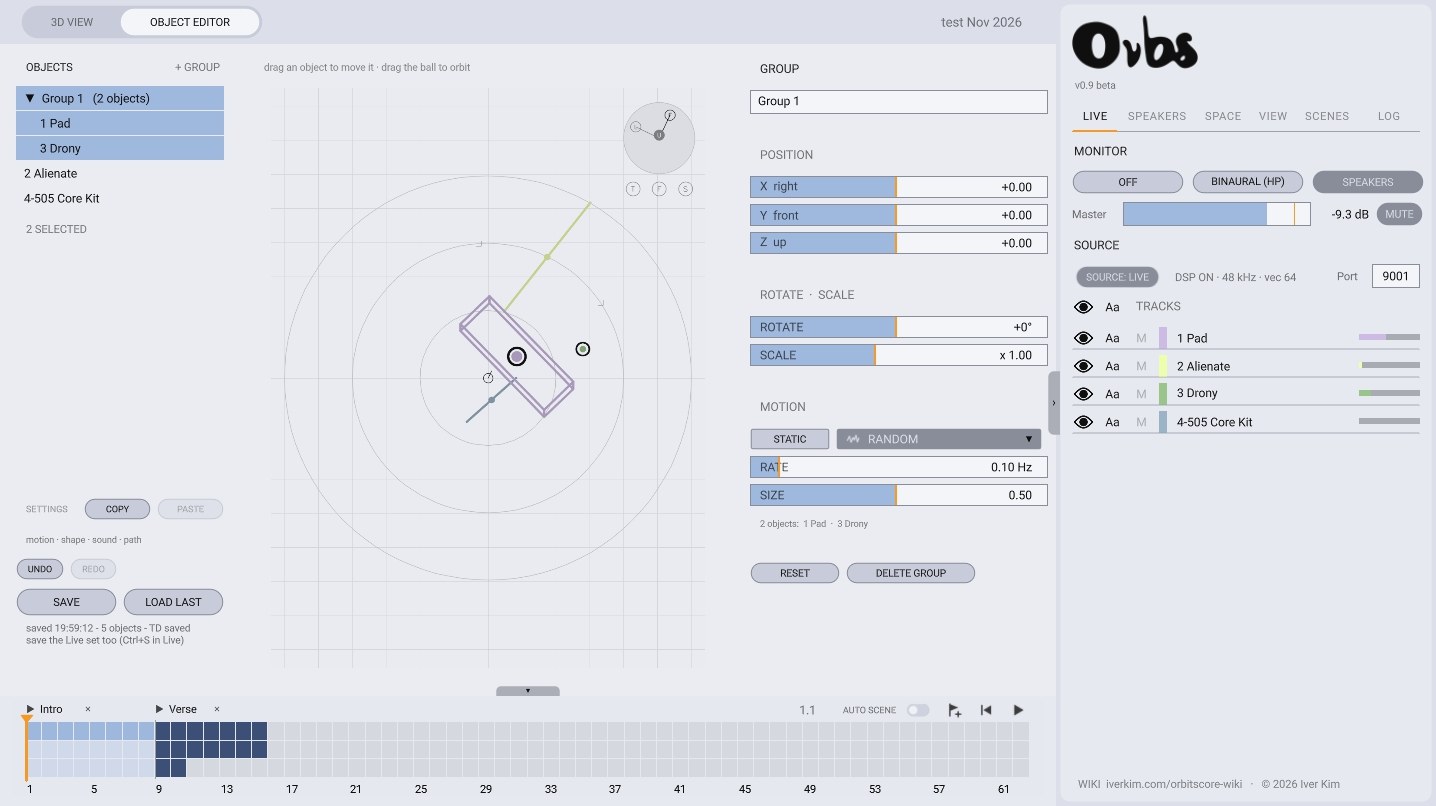 3D VIEW
OBJECT EDITOR
test Nov 2026
OBJECTS
+ GROUP
▼ Group 1 (2 objects)
1 Pad
3 Drony
2 Alienate
4-505 Core Kit
2 SELECTED
SETTINGS
COPY
PASTE
motion · shape · sound · path
UNDO
REDO
SAVE
LOAD LAST
saved 19:59:12 - 5 objects - TD saved
save the Live set too (Ctrl+S in Live)
drag an object to move it · drag the ball to orbit
T F S
GROUP
Group 1
POSITION
X right +0.00
Y front +0.00
Z up +0.00
ROTATE · SCALE
ROTATE +0°
SCALE x 1.00
MOTION
STATIC
RANDOM ▼
RATE 0.10 Hz
SIZE 0.50
2 objects: 1 Pad · 3 Drony
RESET
DELETE GROUP
Orbs
v0.9 beta
LIVE SPEAKERS SPACE VIEW SCENES LOG
MONITOR
OFF
BINAURAL (HP)
SPEAKERS
Master -9.3 dB MUTE
SOURCE
SOURCE: LIVE DSP ON · 48 kHz · vec 64 Port 9001
Aa TRACKS
Aa M 1 Pad
Aa M 2 Alienate
Aa M 3 Drony
Aa M 4-505 Core Kit
WIKI iverkim.com/orbitscore-wiki · © 2026 Iver Kim
Intro ×
Verse ×
1.1
AUTO SCENE
1 5 9 13 17 21 25 29 33 37 41 45 49 53 57 61